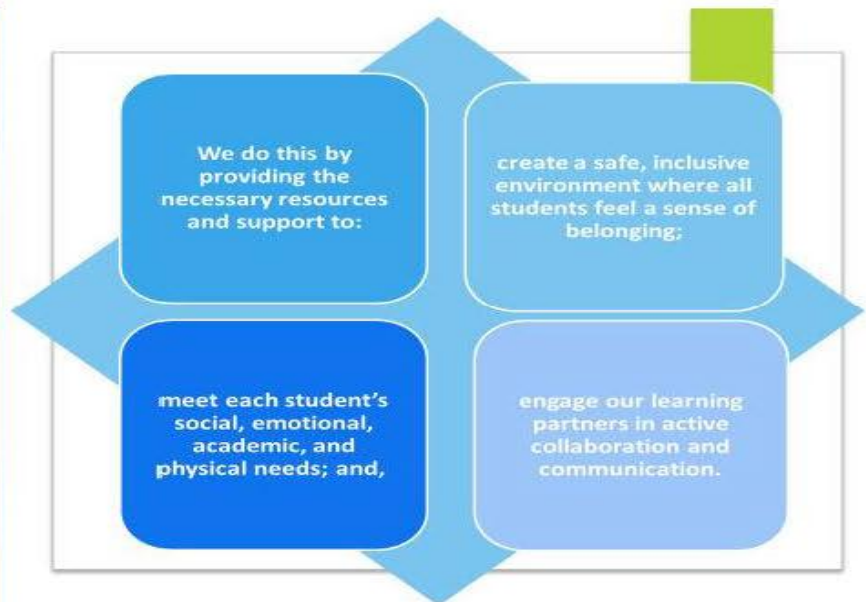 We do this by
providing the
necessary resources
and support to:
create a safe, inclusive
environment where all
students feel a sense of
belonging;
meet each student's
social, emotional,
academic, and
physical needs; and,
engage our learning
partners in active
collaboration and
communication.